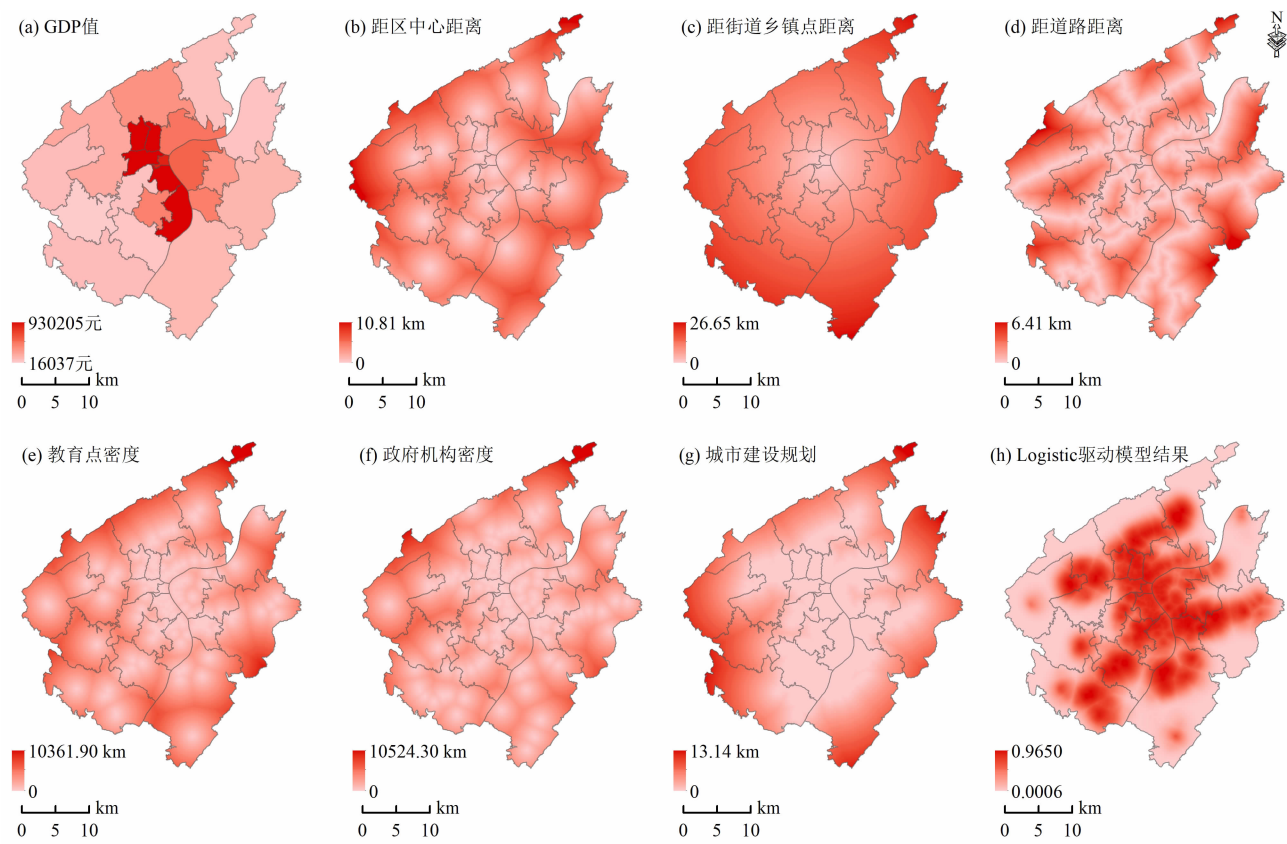 (a) GDP值
(b) 距区中心距离
(c) 距街道乡镇点距离
(d) 距道路距离
N
930205元
16037元
km
0 5 10
10.81 km
0
km
0 5 10
26.65 km
0
km
0 5 10
6.41 km
0
km
0 5 10
(e) 教育点密度
(f) 政府机构密度
(g) 城市建设规划
(h) Logistic驱动模型结果
10361.90 km
0
km
0 5 10
10524.30 km
0
km
0 5 10
13.14 km
0
km
0 5 10
0.9650
0.0006
km
0 5 10